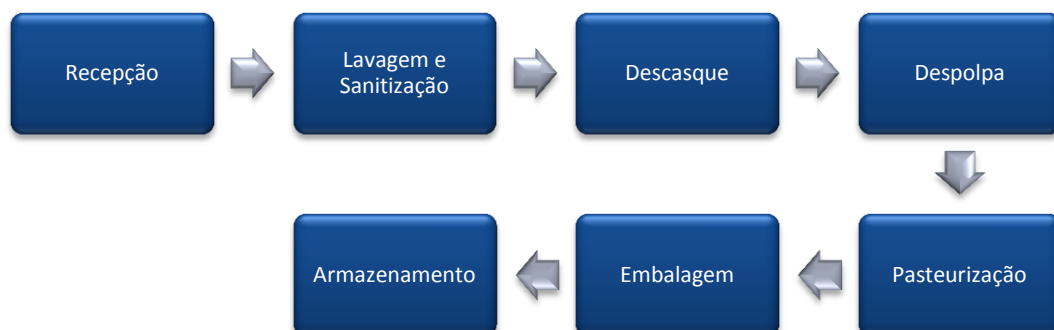 Recepção
Lavagem e
Sanitização
Descasque
Despolpa
Pasteurização
Embalagem
Armazenamento